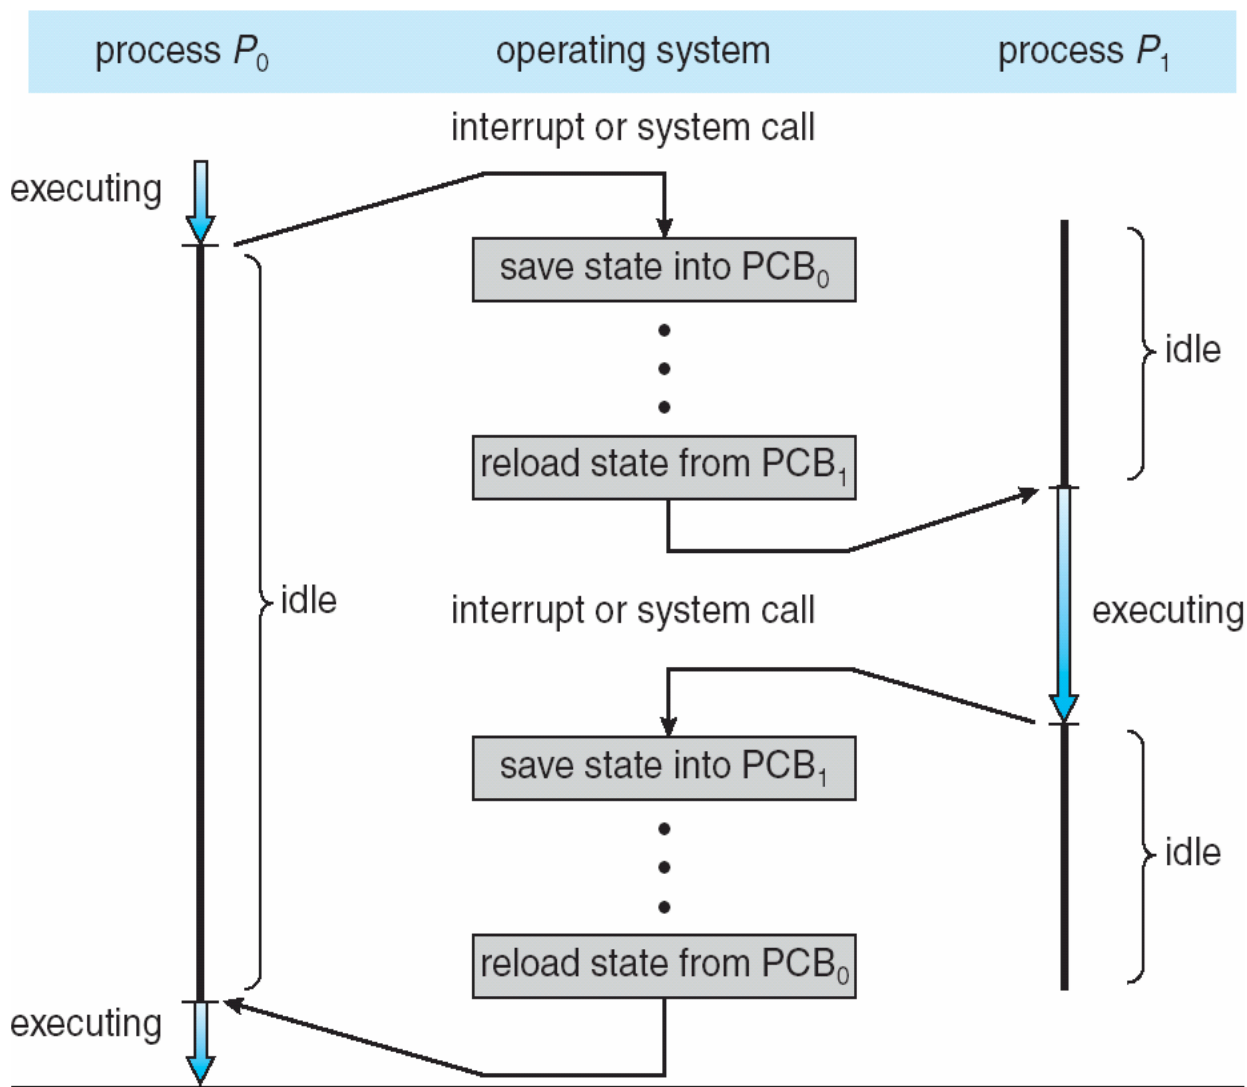 process P₀ operating system process P₁
interrupt or system call
executing
save state into PCB₀
idle
reload state from PCB₁
idle
interrupt or system call
executing
save state into PCB₁
idle
reload state from PCB₀
executing